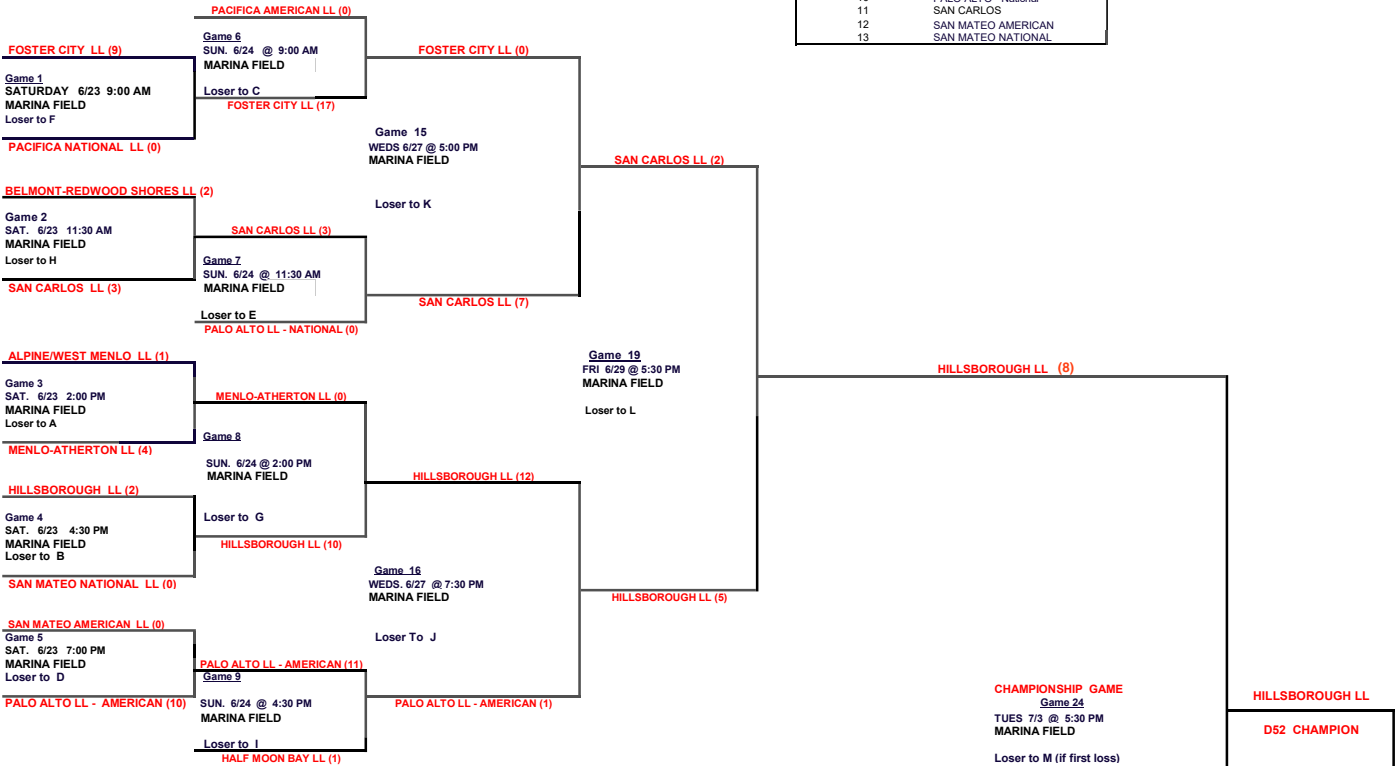 PACIFICA AMERICAN LL (0)
Game 6
SUN. 6/24 @ 9:00 AM
MARINA FIELD
Loser to C
FOSTER CITY LL (17)
FOSTER CITY LL (9)
Game 1
SATURDAY 6/23 9:00 AM
MARINA FIELD
Loser to F
PACIFICA NATIONAL LL (0)
BELMONT-REDWOOD SHORES LL (2)
Game 2
SAT. 6/23 11:30 AM
MARINA FIELD
Loser to H
SAN CARLOS LL (3)
SAN CARLOS LL (3)
Game 7
SUN. 6/24 @ 11:30 AM
MARINA FIELD
Loser to E
PALO ALTO LL - NATIONAL (0)
ALPINE/WEST MENLO LL (1)
Game 3
SAT. 6/23 2:00 PM
MARINA FIELD
Loser to A
MENLO-ATHERTON LL (4)
MENLO-ATHERTON LL (0)
Game 8
SUN. 6/24 @ 2:00 PM
MARINA FIELD
Loser to G
HILLSBOROUGH LL (10)
HILLSBOROUGH LL (2)
Game 4
SAT. 6/23 4:30 PM
MARINA FIELD
Loser to B
SAN MATEO NATIONAL LL (0)
SAN MATEO AMERICAN LL (0)
Game 5
SAT. 6/23 7:00 PM
MARINA FIELD
Loser to D
PALO ALTO LL - AMERICAN (10)
PALO ALTO LL - AMERICAN (11)
Game 9
SUN. 6/24 @ 4:30 PM
MARINA FIELD
Loser to I
HALF MOON BAY LL (1)
FOSTER CITY LL (0)
Game 15
WEDS 6/27 @ 5:00 PM
MARINA FIELD
Loser to K
SAN CARLOS LL (7)
HILLSBOROUGH LL (12)
Game 16
WEDS. 6/27 @ 7:30 PM
MARINA FIELD
Loser To J
PALO ALTO LL - AMERICAN (1)
SAN CARLOS LL (2)
Game 19
FRI 6/29 @ 5:30 PM
MARINA FIELD
Loser to L
HILLSBOROUGH LL (5)
11 SAN CARLOS
12 SAN MATEO AMERICAN
13 SAN MATEO NATIONAL
HILLSBOROUGH LL (8)
CHAMPIONSHIP GAME
Game 24
TUES 7/3 @ 5:30 PM
MARINA FIELD
Loser to M (if first loss)
HILLSBOROUGH LL
D52 CHAMPION